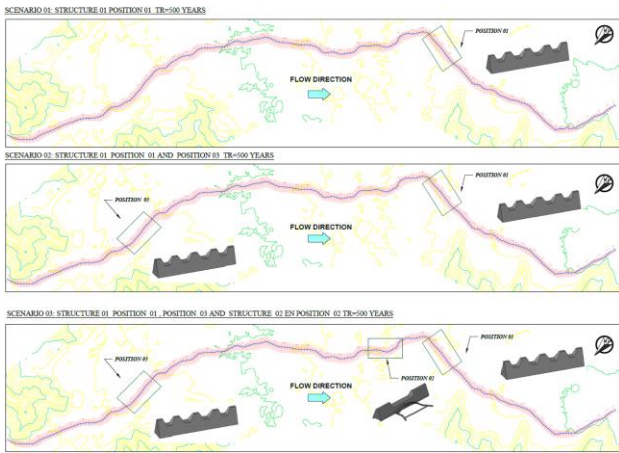 SCENARIO 01: STRUCTURE 01 POSITION 01 TR=500 YEARS
POSITION 01
FLOW DIRECTION
SCENARIO 02: STRUCTURE 01 POSITION 01 AND POSITION 03 TR=500 YEARS
POSITION 03
POSITION 01
FLOW DIRECTION
SCENARIO 03: STRUCTURE 01 POSITION 01 , POSITION 03 AND STRUCTURE 02 EN POSITION 02 TR=500 YEARS
POSITION 03
POSITION 01
POSITION 02
FLOW DIRECTION